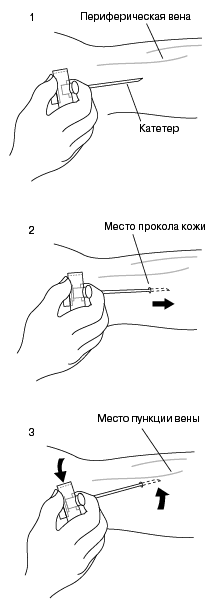 1
Периферическая вена
Катетер
2
Место прокола кожи
Место пункции вены
3